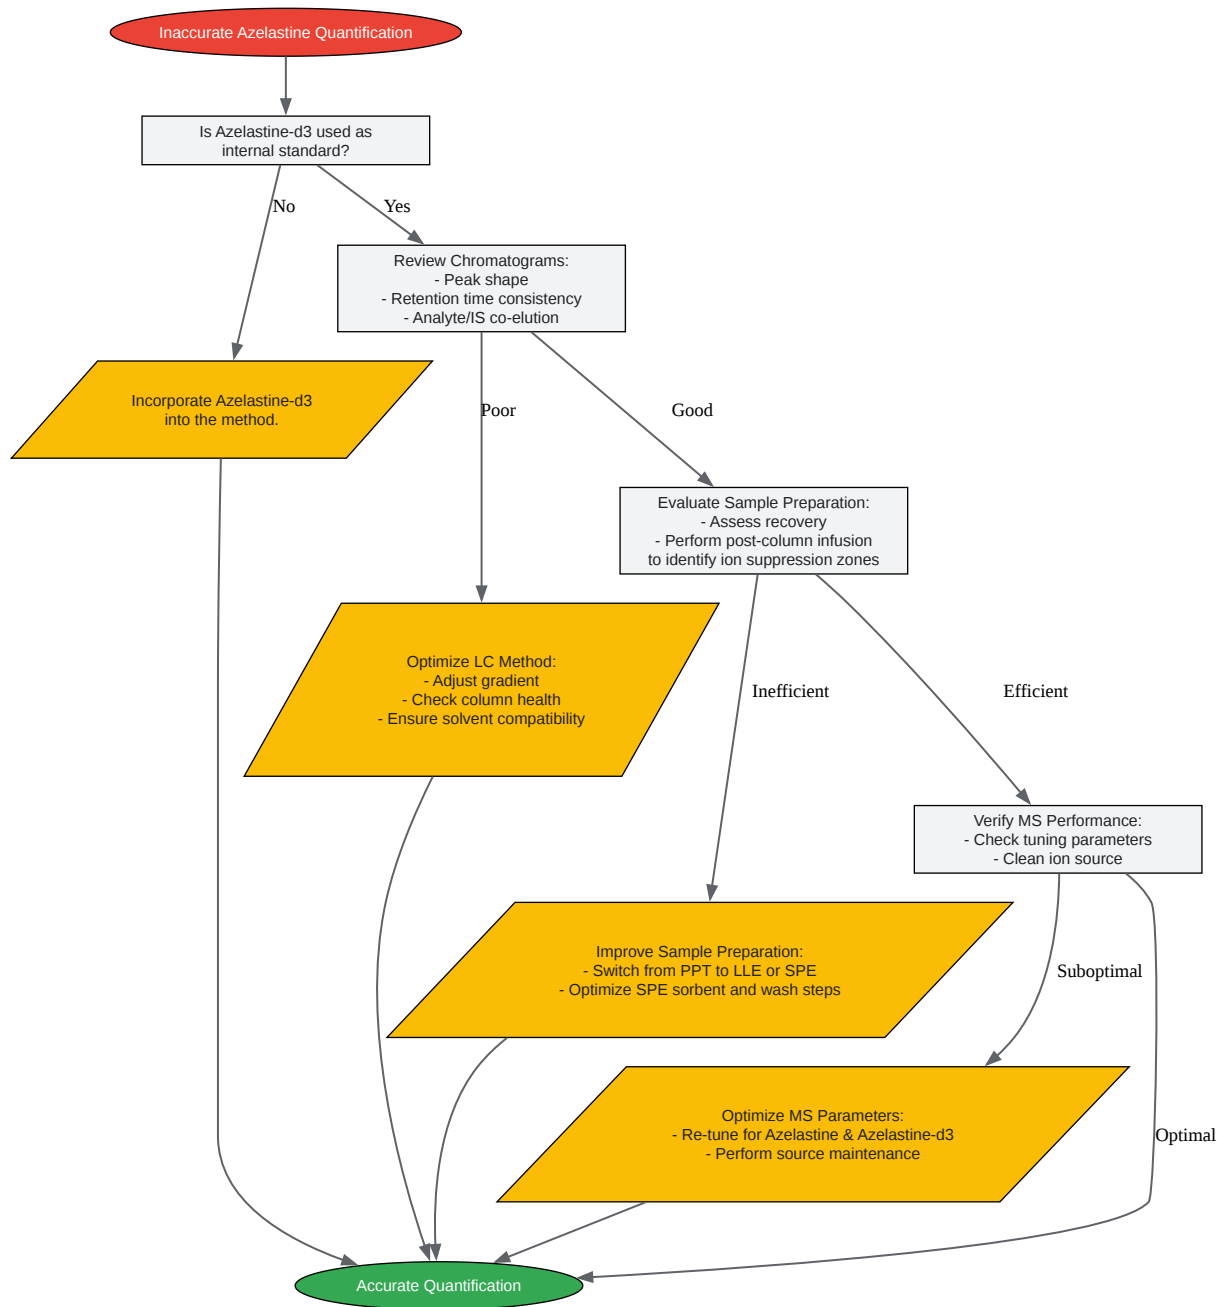 Inaccurate Azelastine Quantification
Is Azelastine-d3 used as
internal standard?
No
Yes
Review Chromatograms:
- Peak shape
- Retention time consistency
- Analyte/IS co-elution
Incorporate Azelastine-d3
into the method.
Poor
Good
Evaluate Sample Preparation:
- Assess recovery
- Perform post-column infusion
to identify ion suppression zones
Optimize LC Method:
- Adjust gradient
- Check column health
- Ensure solvent compatibility
Inefficient
Efficient
Verify MS Performance:
- Check tuning parameters
- Clean ion source
Improve Sample Preparation:
- Switch from PPT to LLE or SPE
- Optimize SPE sorbent and wash steps
Suboptimal
Optimize MS Parameters:
- Re-tune for Azelastine & Azelastine-d3
- Perform source maintenance
Optimal
Accurate Quantification